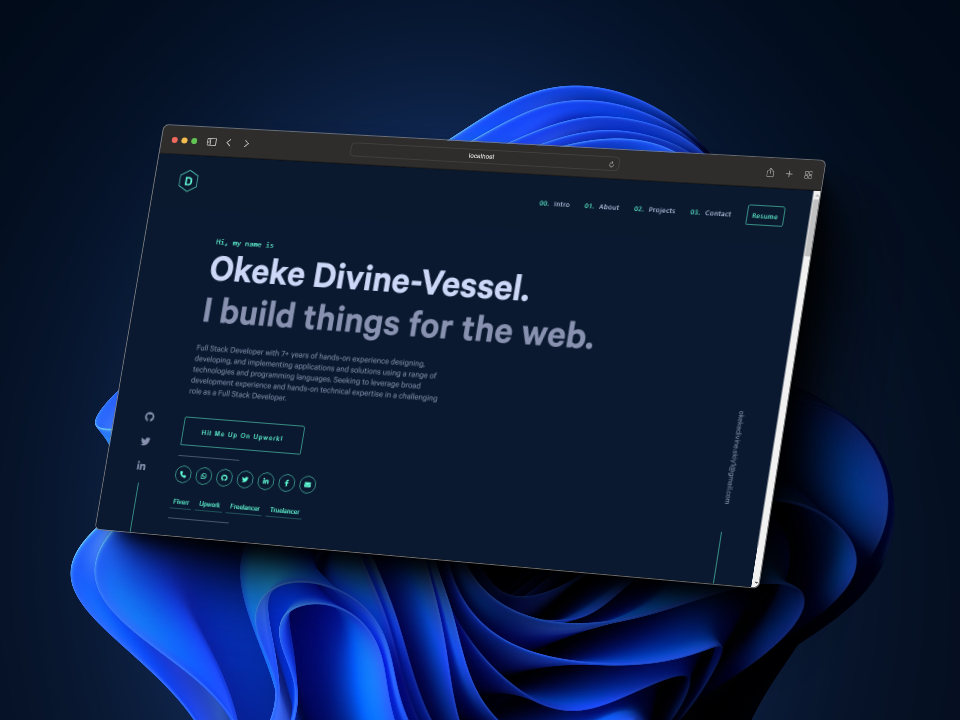 localhost
D
00. Intro 01. About 02. Projects 03. Contact Resume
Hi, my name is
Okeke Divine-Vessel.
I build things for the web.
Full Stack Developer with 7+ years of hands-on experience designing,
developing, and implementing applications and solutions using a range of
technologies and programming languages. Seeking to leverage broad
development experience and hands-on technical expertise in a challenging
role as a Full Stack Developer.
Hit Me Up On Upwork!
Fiverr Upwork Freelancer Truelancer